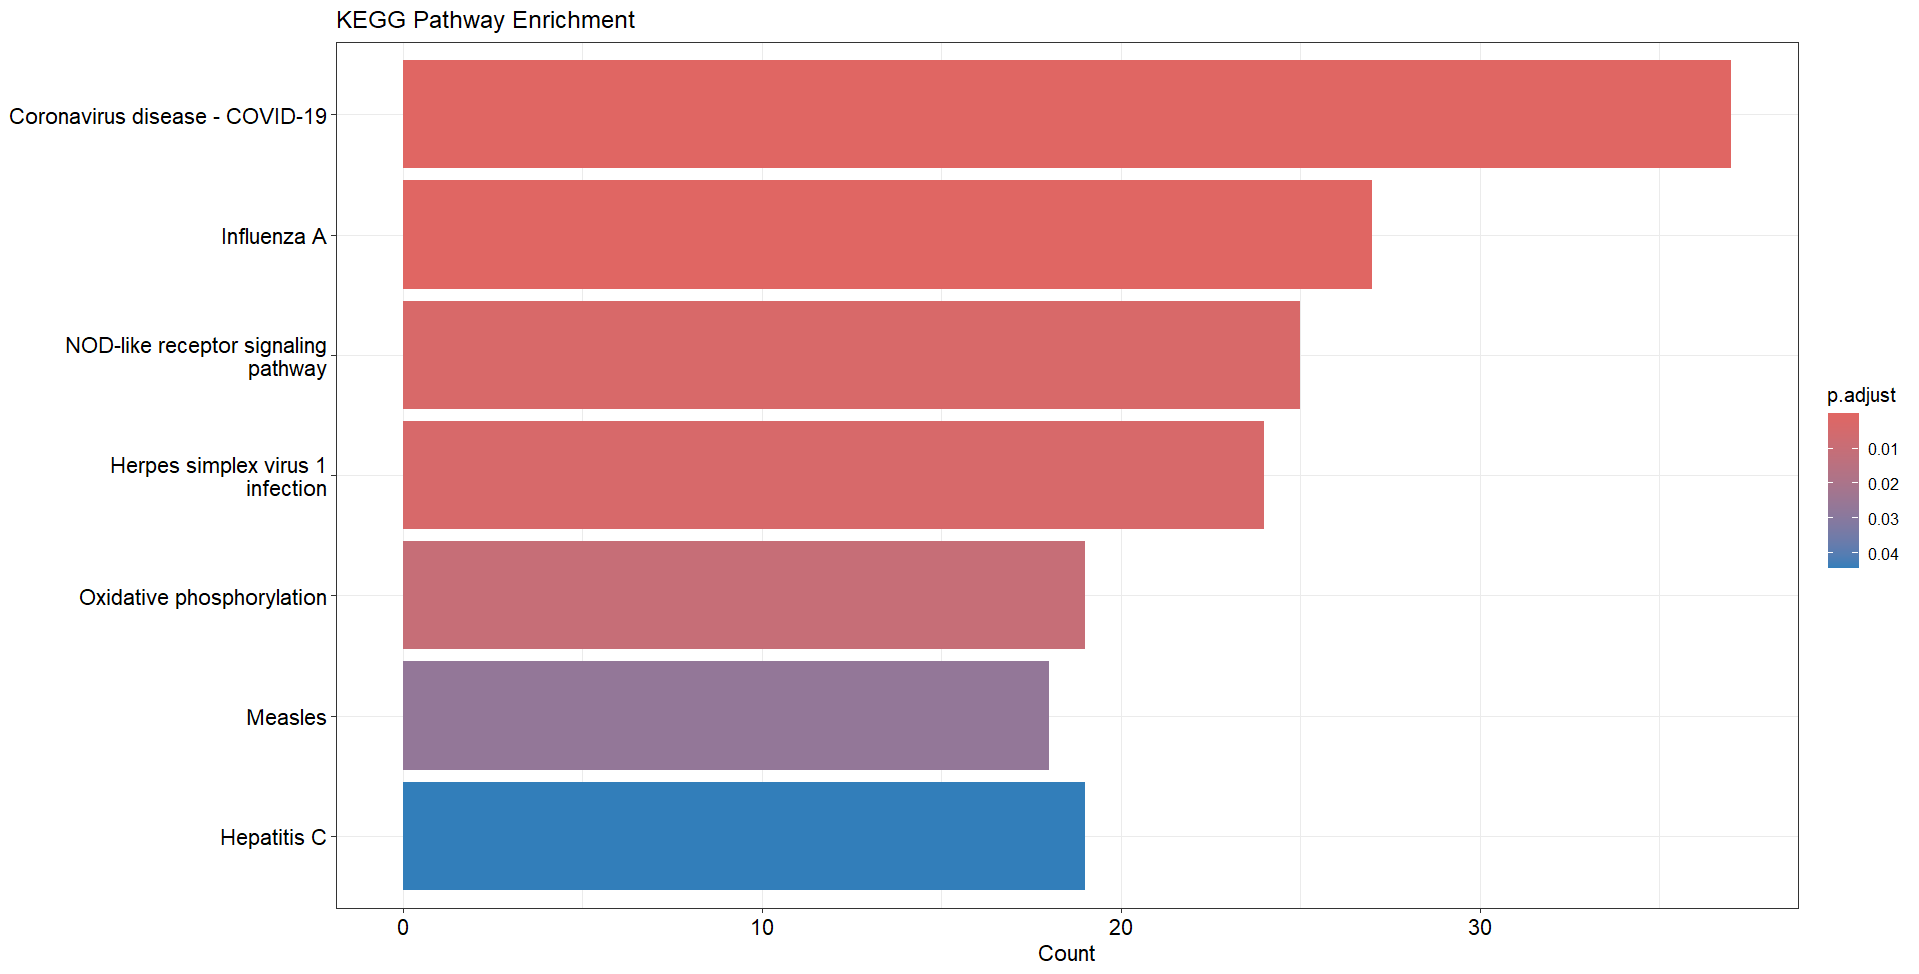 KEGG Pathway Enrichment
Coronavirus disease - COVID-19
Influenza A
NOD-like receptor signaling
pathway
Herpes simplex virus 1
infection
Oxidative phosphorylation
Measles
Hepatitis C
0
10
20
30
Count
p.adjust
0.01
0.02
0.03
0.04